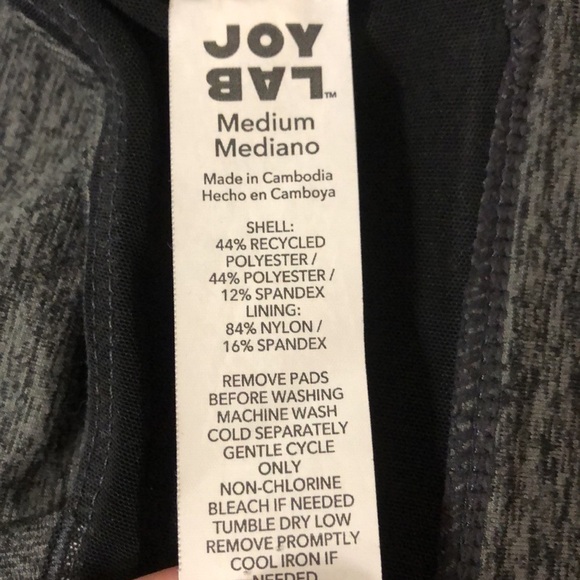 JOY
LAB™
Medium
Mediano
Made in Cambodia
Hecho en Camboya
SHELL:
44% RECYCLED
POLYESTER /
44% POLYESTER /
12% SPANDEX
LINING:
84% NYLON /
16% SPANDEX
REMOVE PADS
BEFORE WASHING
MACHINE WASH
COLD SEPARATELY
GENTLE CYCLE
ONLY
NON-CHLORINE
BLEACH IF NEEDED
TUMBLE DRY LOW
REMOVE PROMPTLY
COOL IRON IF
NEEDED